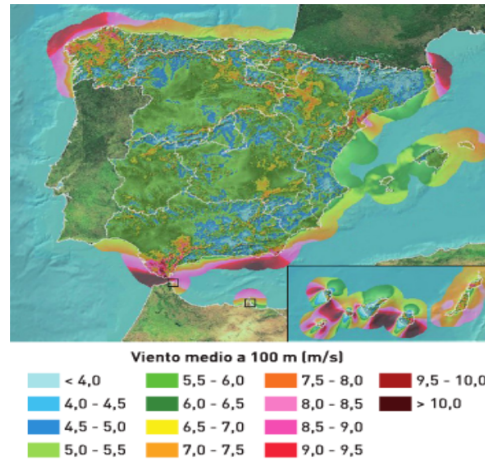 Viento medio a 100 m (m/s)
< 4,0 5,5 - 6,0 7,5 - 8,0 9,5 - 10,0
4,0 - 4,5 6,0 - 6,5 8,0 - 8,5 > 10,0
4,5 - 5,0 6,5 - 7,0 8,5 - 9,0
5,0 - 5,5 7,0 - 7,5 9,0 - 9,5